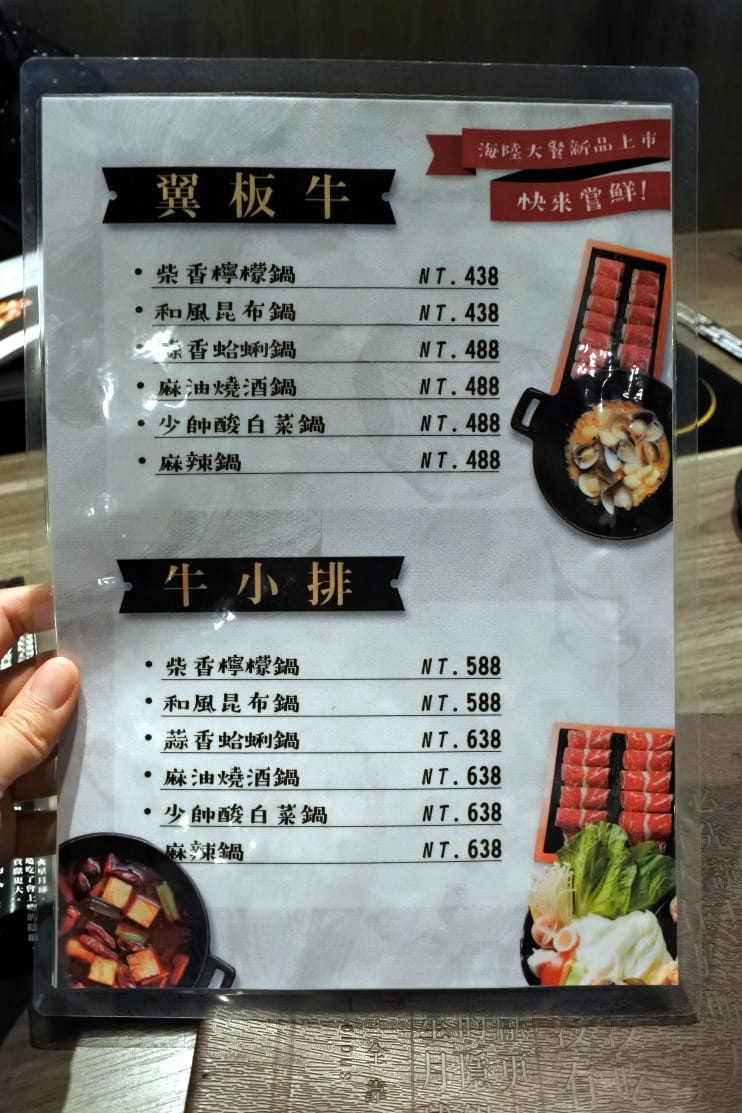 海陸大餐新品上市
快來嘗鮮!
翼板牛
• 柴香檸檬鍋 NT.438
• 和風昆布鍋 NT.438
• 蒜香蛤蜊鍋 NT.488
• 麻油燒酒鍋 NT.488
• 少帥酸白菜鍋 NT.488
• 麻辣鍋 NT.488
牛小排
• 柴香檸檬鍋 NT.588
• 和風昆布鍋 NT.588
• 蒜香蛤蜊鍋 NT.638
• 麻油燒酒鍋 NT.638
• 少帥酸白菜鍋 NT.638
麻辣鍋 NT.638